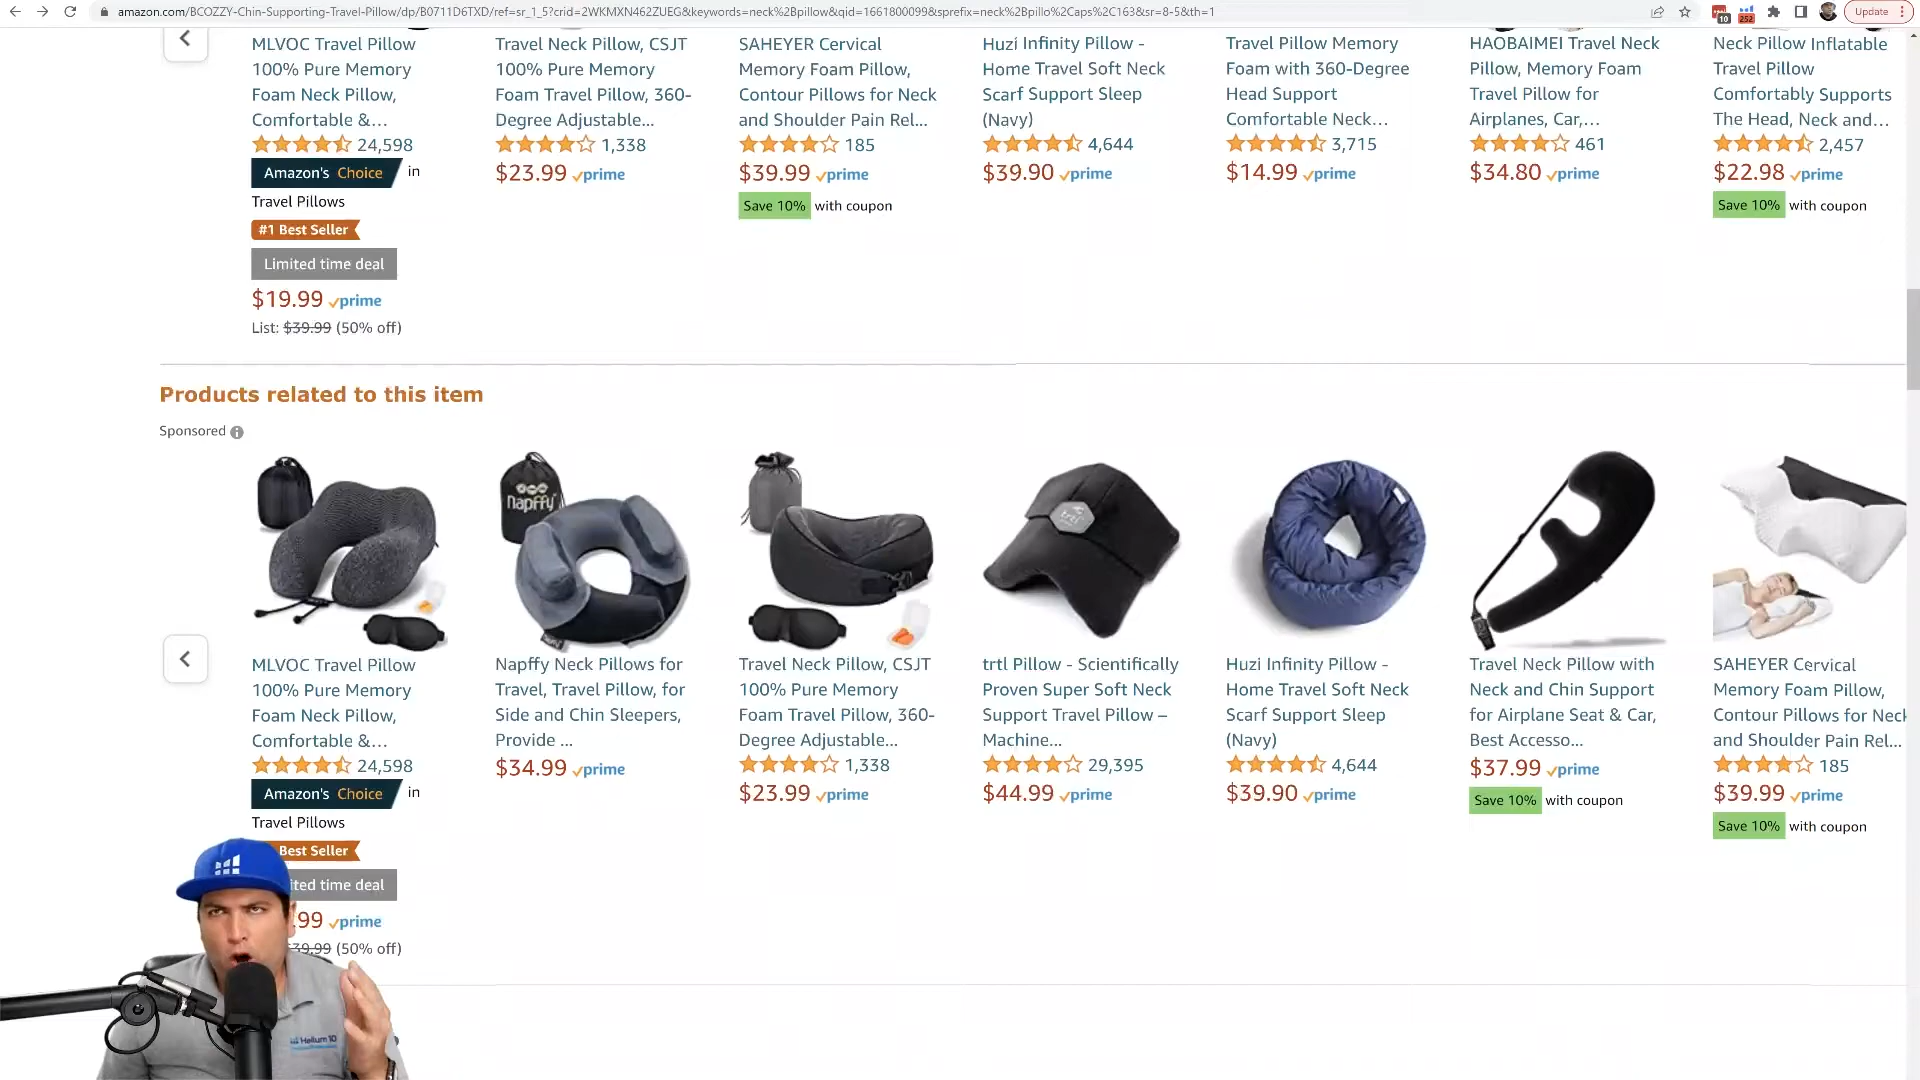 amazon.com/BCOZZY-Chin-Supporting-Travel-Pillow/dp/B0711D6TXD/ref=sr_1_5?crid=2WKMXN462ZUEG&keywords=neck%2Bpillow&qid=1661800099&sprefix=neck%2Bpillo%2Caps%2C163&sr=8-5&th=1
10
252
Update
MLVOC Travel Pillow
100% Pure Memory
Foam Neck Pillow,
Comfortable &...
24,598
Amazon's Choice in
Travel Pillows
#1 Best Seller
Limited time deal
$19.99 prime
List: $39.99 (50% off)
Travel Neck Pillow, CSJT
100% Pure Memory
Foam Travel Pillow, 360-
Degree Adjustable...
1,338
$23.99 prime
SAHEYER Cervical
Memory Foam Pillow,
Contour Pillows for Neck
and Shoulder Pain Rel...
185
$39.99 prime
Save 10% with coupon
Huzi Infinity Pillow -
Home Travel Soft Neck
Scarf Support Sleep
(Navy)
4,644
$39.90 prime
Travel Pillow Memory
Foam with 360-Degree
Head Support
Comfortable Neck...
3,715
$14.99 prime
HAOBAIMEI Travel Neck
Pillow, Memory Foam
Travel Pillow for
Airplanes, Car,...
461
$34.80 prime
Neck Pillow Inflatable
Travel Pillow
Comfortably Supports
The Head, Neck and...
2,457
$22.98 prime
Save 10% with coupon
Products related to this item
Sponsored
MLVOC Travel Pillow
100% Pure Memory
Foam Neck Pillow,
Comfortable &...
24,598
Amazon's Choice in
Travel Pillows
Best Seller
ited time deal
.99 prime
39.99 (50% off)
napffy
Napffy Neck Pillows for
Travel, Travel Pillow, for
Side and Chin Sleepers,
Provide ...
$34.99 prime
Travel Neck Pillow, CSJT
100% Pure Memory
Foam Travel Pillow, 360-
Degree Adjustable...
1,338
$23.99 prime
trtl
trtl Pillow - Scientifically
Proven Super Soft Neck
Support Travel Pillow –
Machine...
29,395
$44.99 prime
Huzi Infinity Pillow -
Home Travel Soft Neck
Scarf Support Sleep
(Navy)
4,644
$39.90 prime
Travel Neck Pillow with
Neck and Chin Support
for Airplane Seat & Car,
Best Accesso...
$37.99 prime
Save 10% with coupon
SAHEYER Cervical
Memory Foam Pillow,
Contour Pillows for Neck
and Shoulder Pain Rel...
185
$39.99 prime
Save 10% with coupon
Helium 10